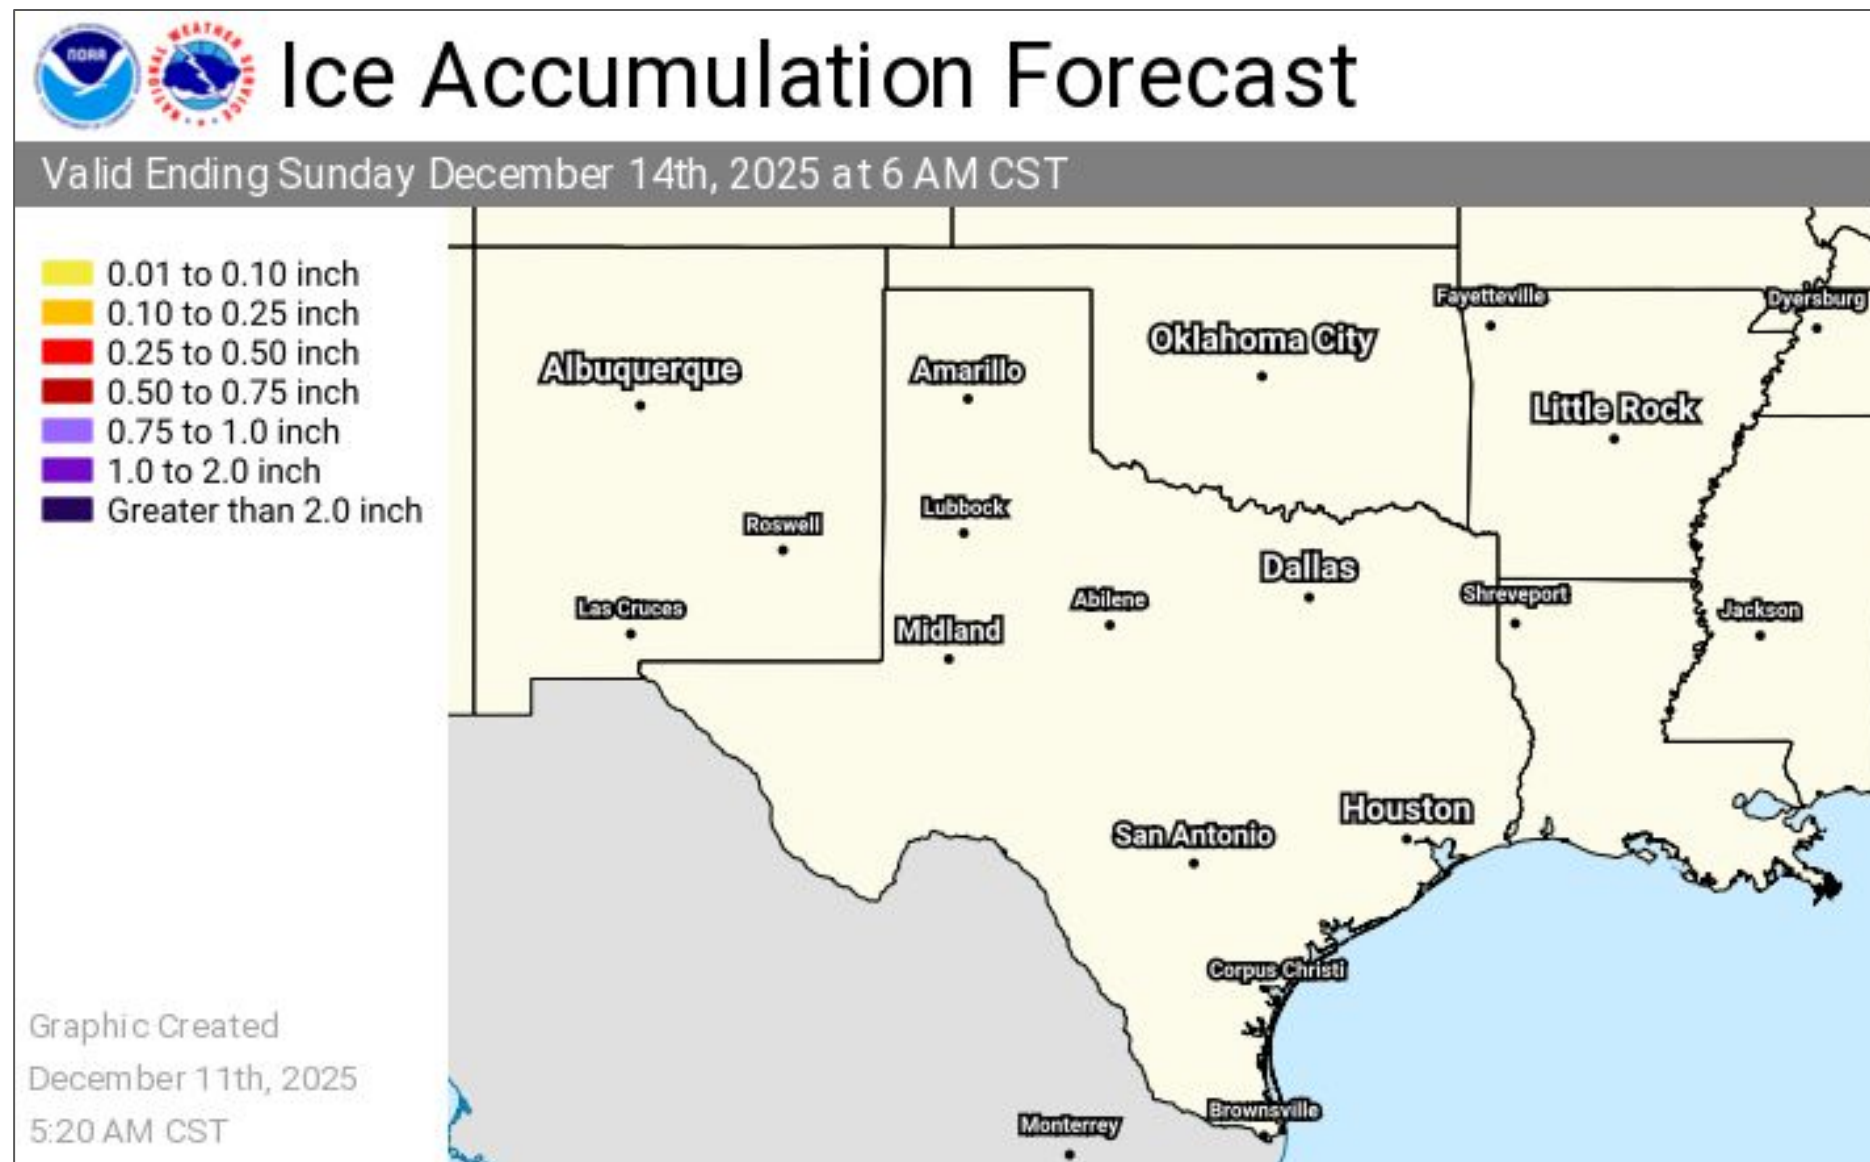 NOAA
NATIONAL WEATHER SERVICE
Ice Accumulation Forecast
Valid Ending Sunday December 14th, 2025 at 6 AM CST
0.01 to 0.10 inch
0.10 to 0.25 inch
0.25 to 0.50 inch
0.50 to 0.75 inch
0.75 to 1.0 inch
1.0 to 2.0 inch
Greater than 2.0 inch
Fayetteville
Dyersburg
Oklahoma City
Albuquerque
Amarillo
Little Rock
Lubbock
Roswell
Dallas
Shreveport
Abilene
Las Cruces
Jackson
Midland
Houston
San Antonio
Corpus Christi
Brownsville
Monterrey
Graphic Created
December 11th, 2025
5:20 AM CST